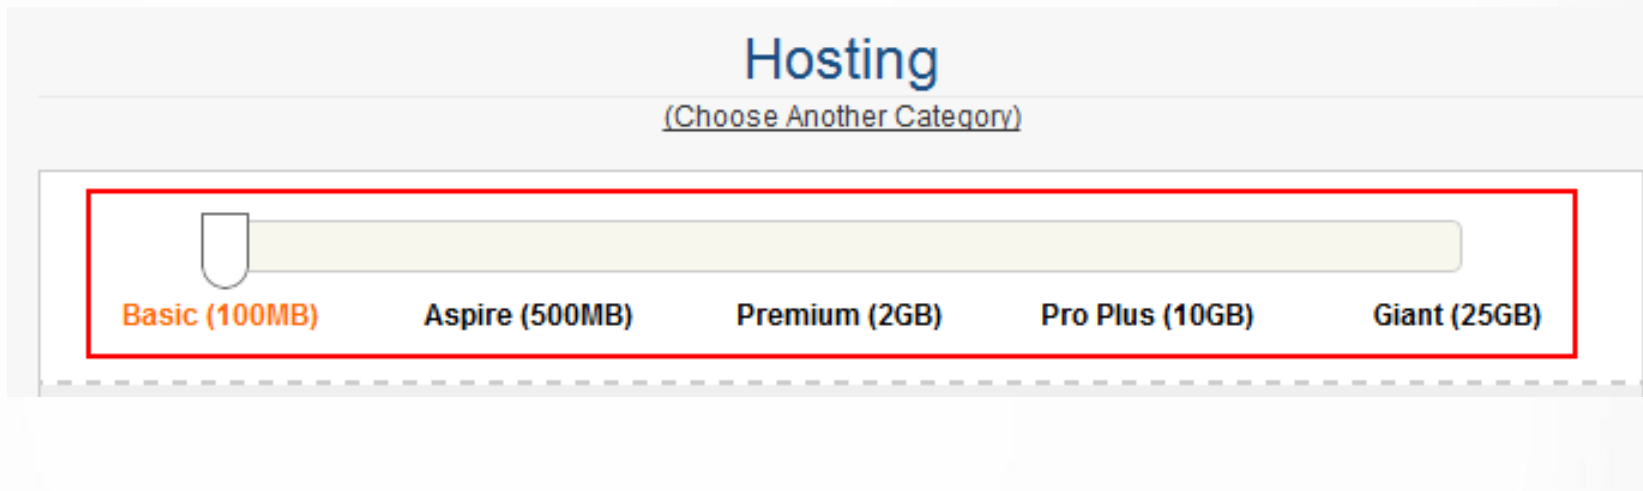 Hosting
(Choose Another Category)
Basic (100MB) Aspire (500MB) Premium (2GB) Pro Plus (10GB) Giant (25GB)